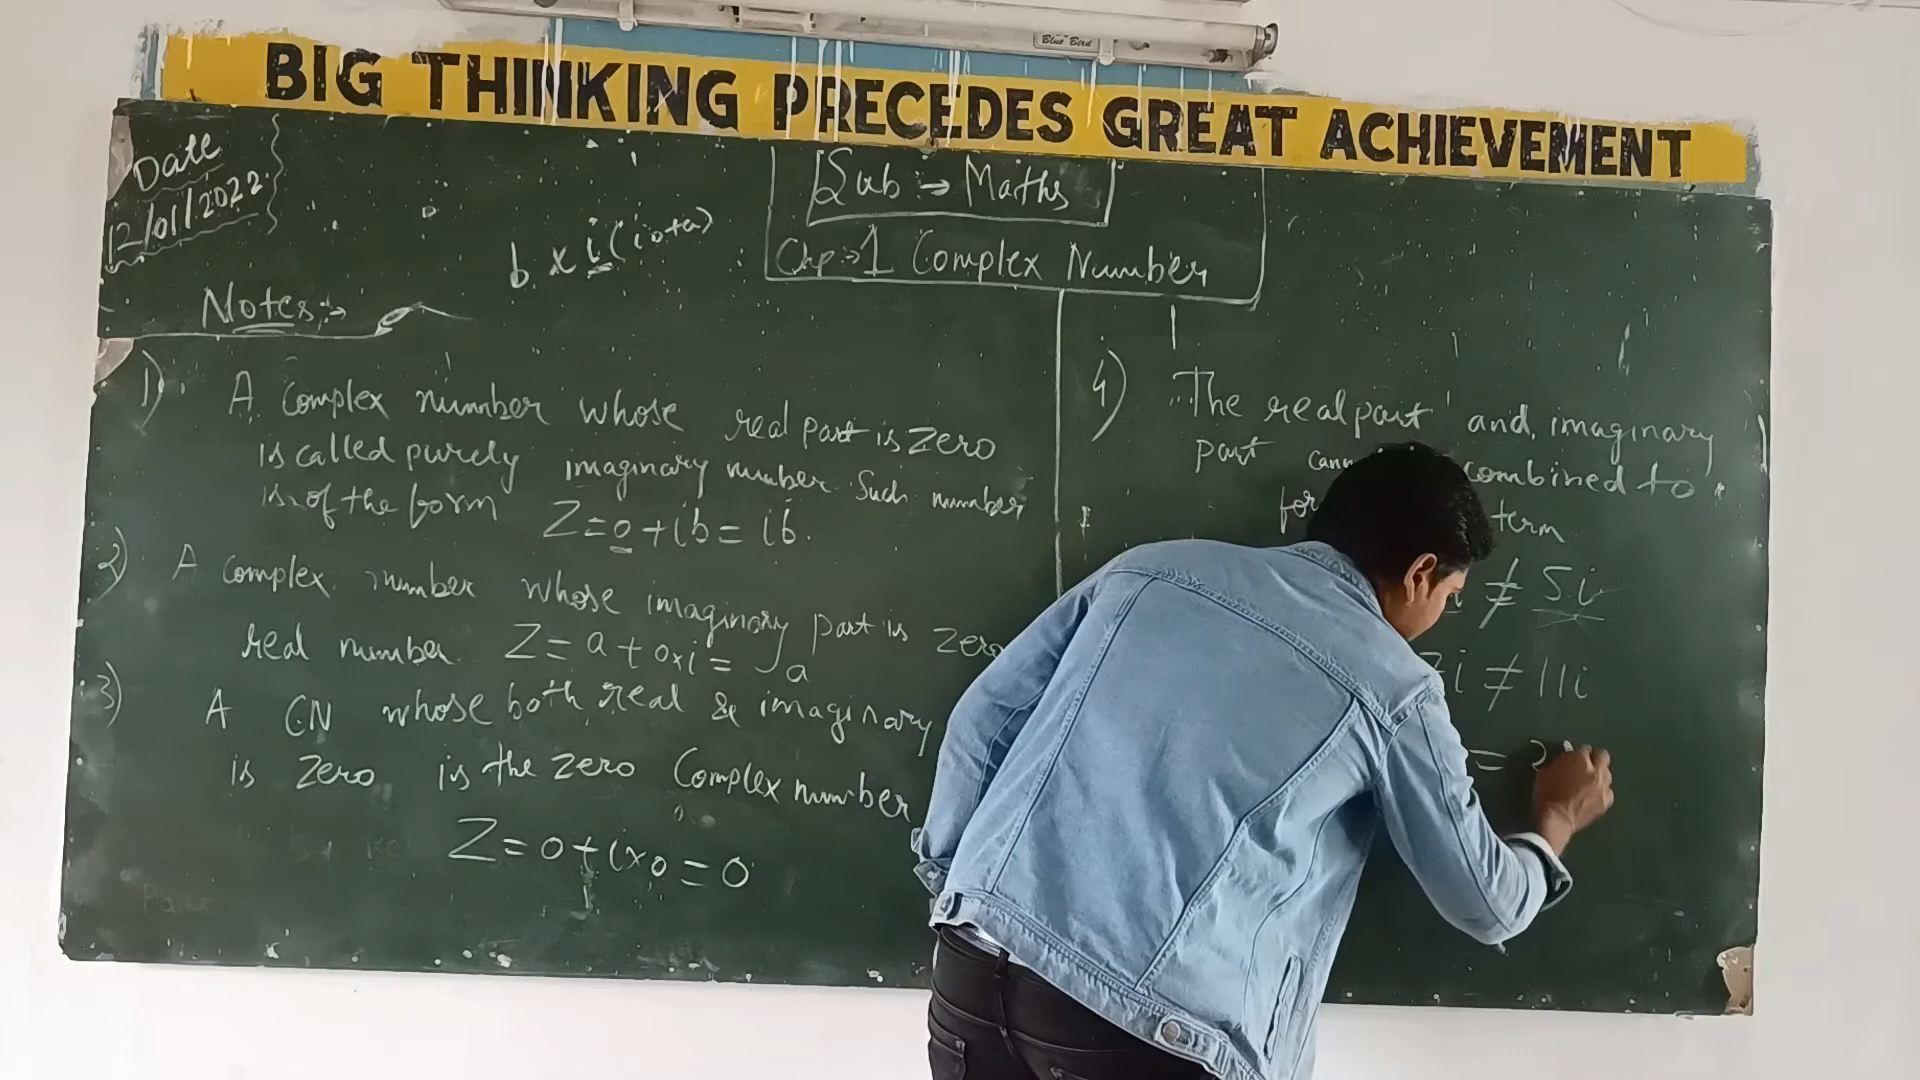 Blue Bird
BIG THINKING PRECEDES GREAT ACHIEVEMENT
Date
12/01/2022.
Sub → Maths
Chp → 1 Complex Number
b x i (iota)
Notes :→
1) A complex number whose real part is zero
is called purely imaginary number. Such number
is of the form Z = 0 + ib = ib.
2) A complex number whose imaginary part is zero
real number Z = a + 0xi = a
3) A CN whose both real & imaginary
is zero is the zero Complex number
Z = 0 + i x 0 = 0
4) The real part and imaginary
part combined to
term
≠ 5i
i ≠ 11i
=